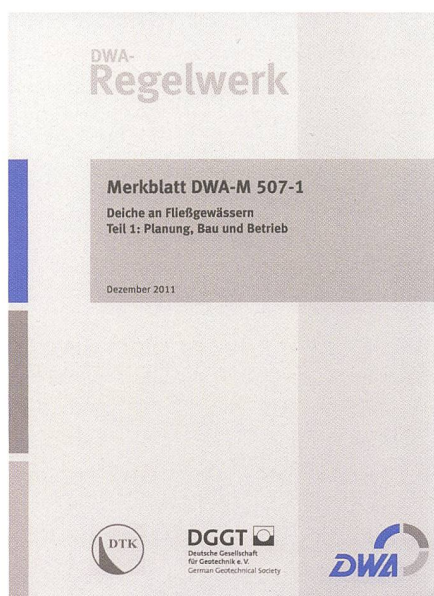 DWA-
Regelwerk
Merkblatt DWA-M 507-1
Deiche an Fließgewässern
Teil 1: Planung, Bau und Betrieb
Dezember 2011
DTK
DGGT
Deutsche Gesellschaft
für Geotechnik e. V.
German Geotechnical Society
DWA